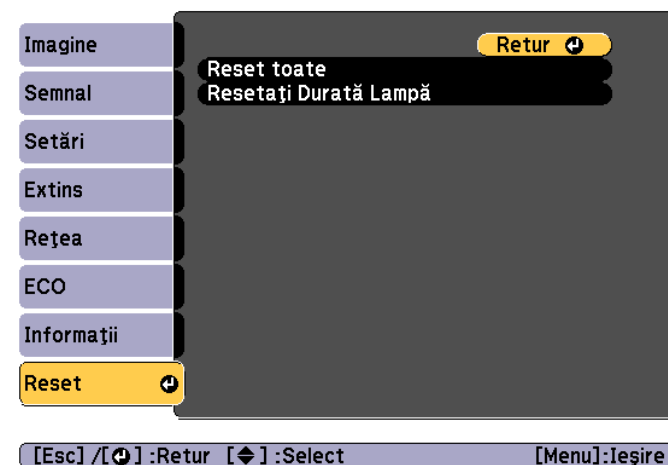 Imagine
Semnal
Setări
Extins
Reţea
ECO
Informaţii
Reset
Retur
Reset toate
Resetaţi Durată Lampă
[Esc] /[ ] :Retur [ ] :Select [Menu]:Ieşire